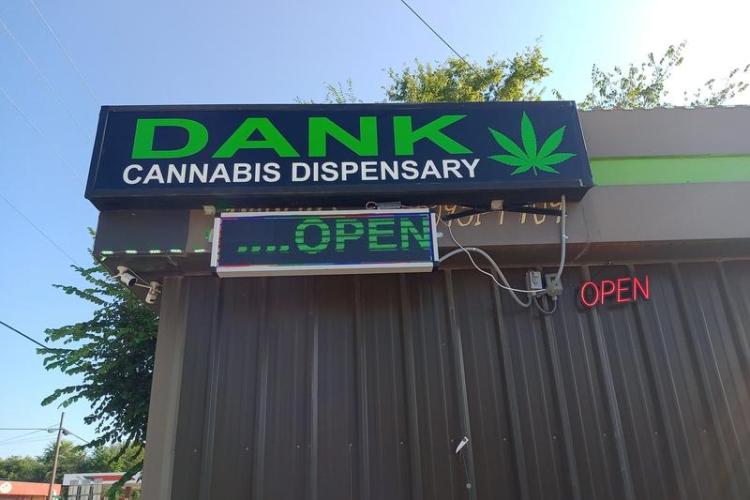 DANK
CANNABIS DISPENSARY
....OPEN
OPEN